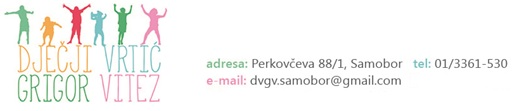 DJEČJI VRTIĆ
GRIGOR VITEZ
adresa: Perkovčeva 88/1, Samobor tel: 01/3361-530
e-mail: dvgv.samobor@gmail.com